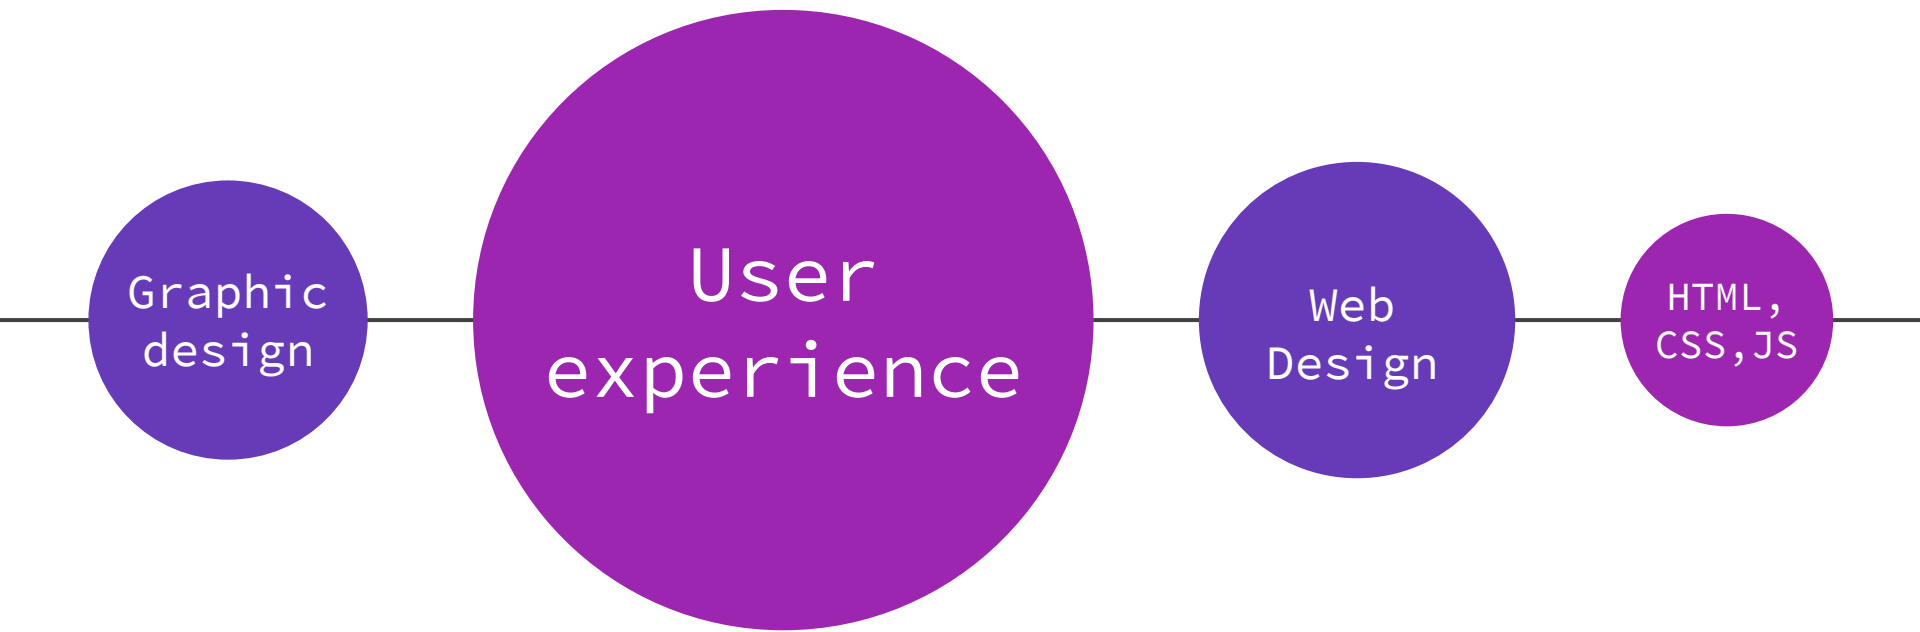 Graphic
design
User
experience
Web
Design
HTML,
CSS,JS